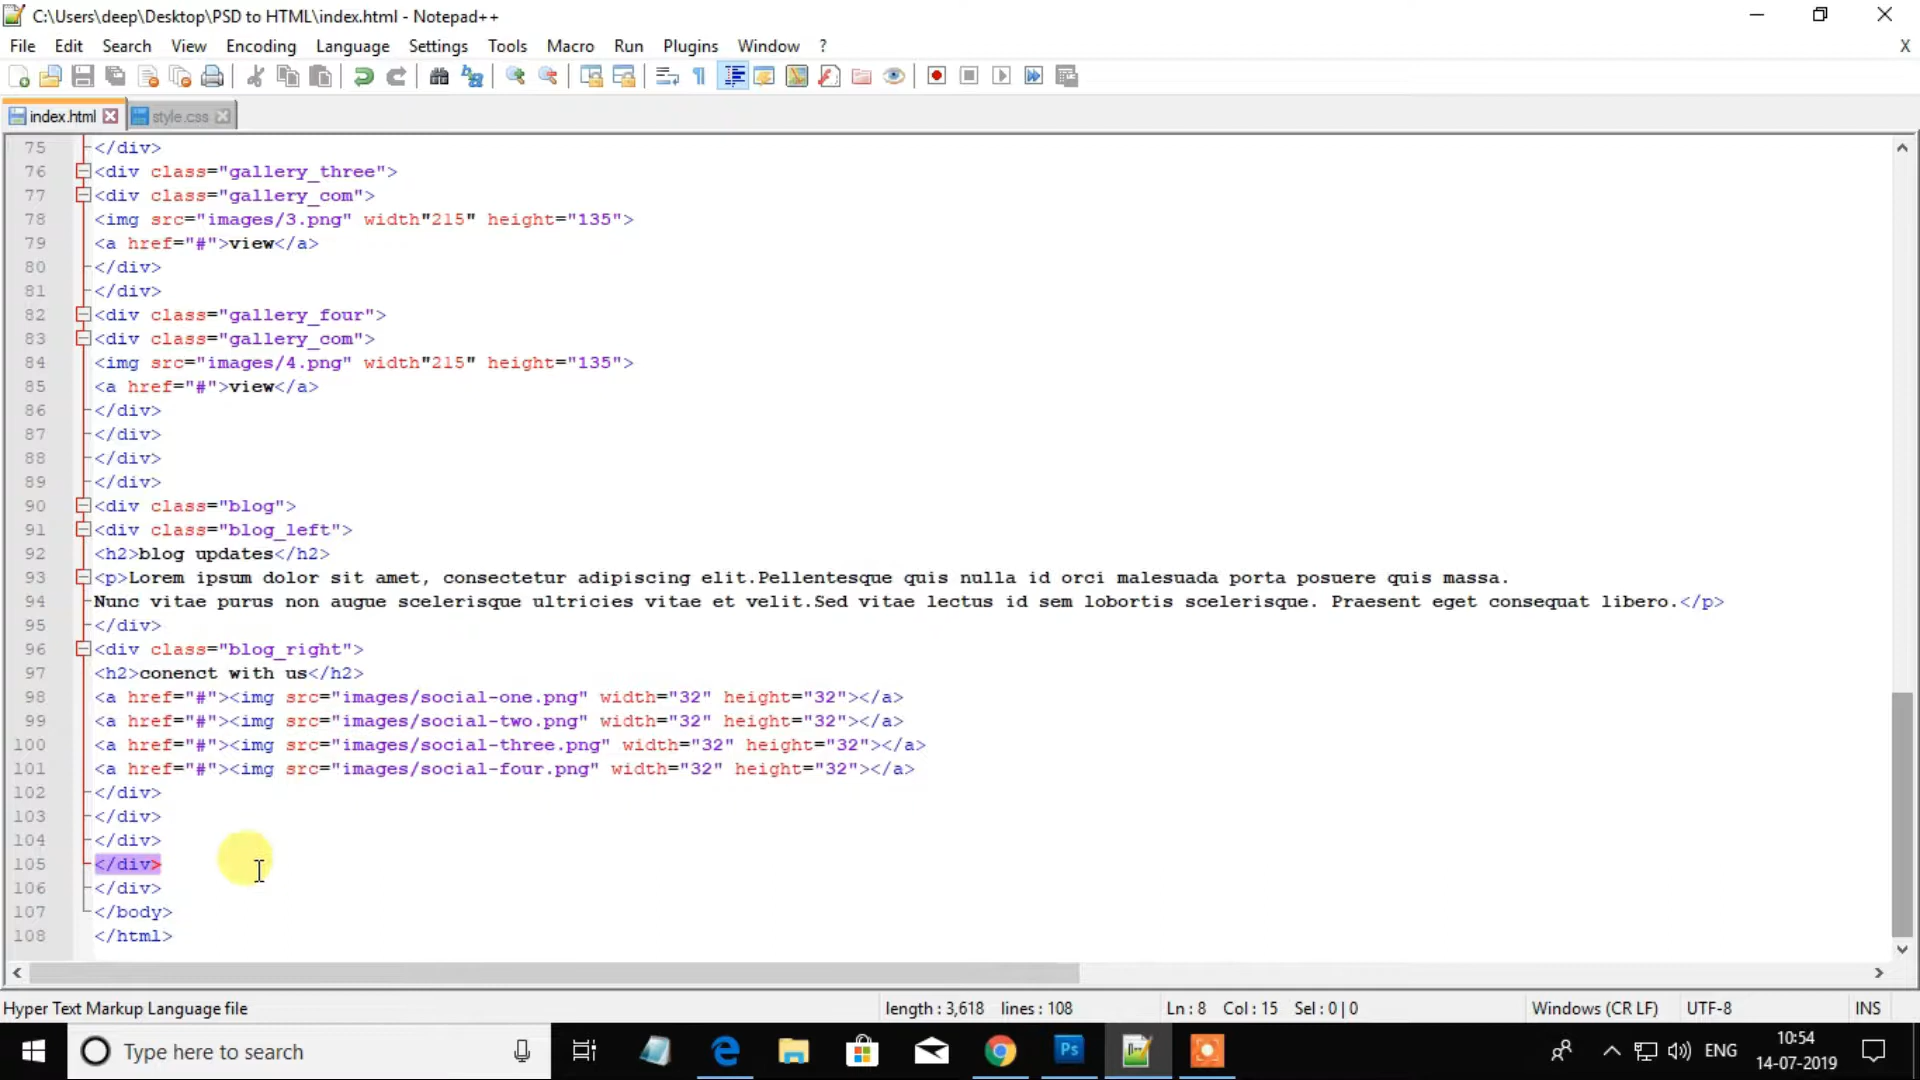 C:\Users\deep\Desktop\PSD to HTML\index.html - Notepad++
File Edit Search View Encoding Language Settings Tools Macro Run Plugins Window ? X
index.html style.css
75 </div>
76 <div class="gallery_three">
77 <div class="gallery_com">
78 <img src="images/3.png" width"215" height="135">
79 <a href="#">view</a>
80 </div>
81 </div>
82 <div class="gallery_four">
83 <div class="gallery_com">
84 <img src="images/4.png" width"215" height="135">
85 <a href="#">view</a>
86 </div>
87 </div>
88 </div>
89 </div>
90 <div class="blog">
91 <div class="blog_left">
92 <h2>blog updates</h2>
93 <p>Lorem ipsum dolor sit amet, consectetur adipiscing elit.Pellentesque quis nulla id orci malesuada porta posuere quis massa.
94 Nunc vitae purus non augue scelerisque ultricies vitae et velit.Sed vitae lectus id sem lobortis scelerisque. Praesent eget consequat libero.</p>
95 </div>
96 <div class="blog_right">
97 <h2>conenct with us</h2>
98 <a href="#"><img src="images/social-one.png" width="32" height="32"></a>
99 <a href="#"><img src="images/social-two.png" width="32" height="32"></a>
100 <a href="#"><img src="images/social-three.png" width="32" height="32"></a>
101 <a href="#"><img src="images/social-four.png" width="32" height="32"></a>
102 </div>
103 </div>
104 </div>
105 </div>
106 </div>
107 </body>
108 </html>
Hyper Text Markup Language file length : 3,618 lines : 108 Ln : 8 Col : 15 Sel : 0 | 0 Windows (CR LF) UTF-8 INS
Type here to search Ps ENG 10:54
14-07-2019